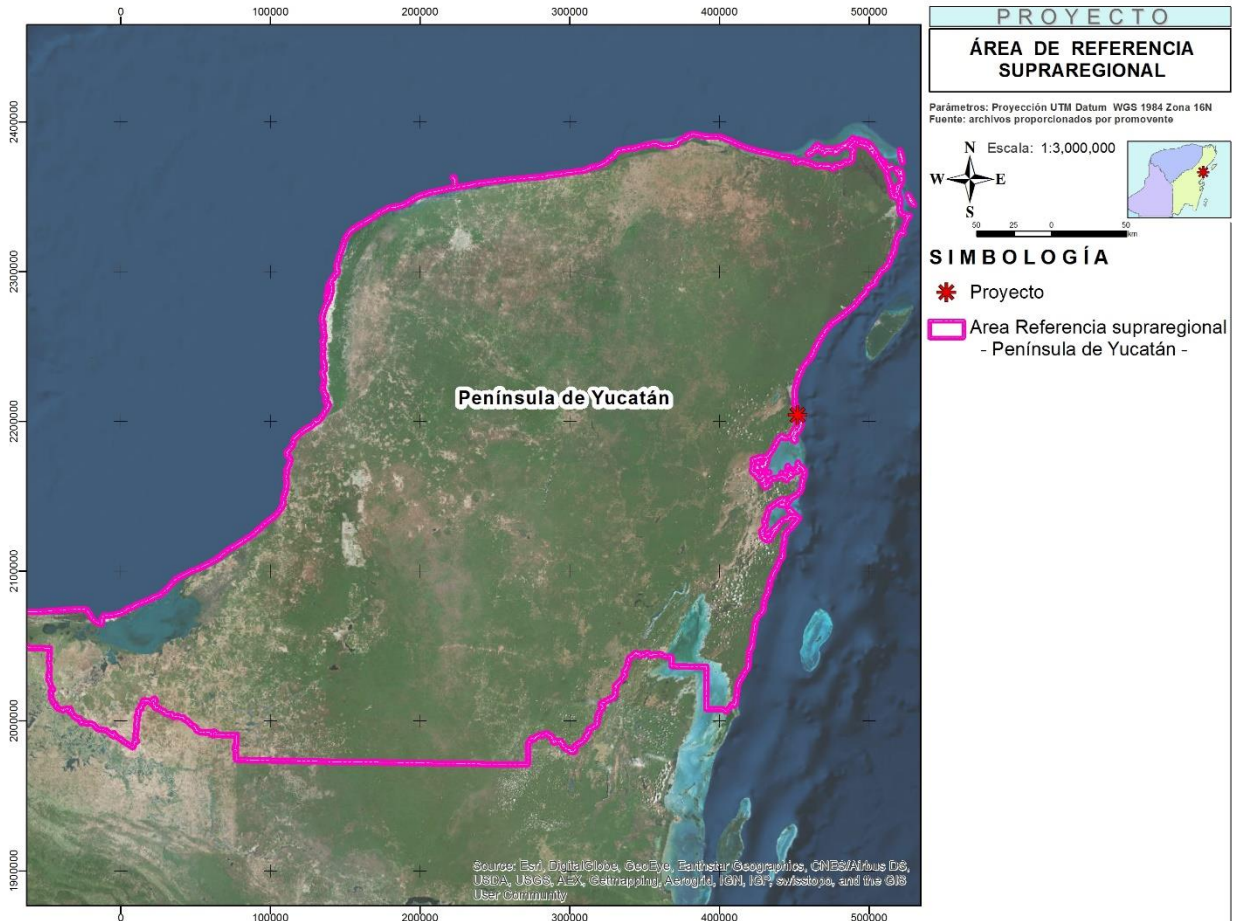 0 100000 200000 300000 400000 500000
2400000
2300000
2200000
2100000
2000000
1900000
Península de Yucatán
Source: Esri, DigitalGlobe, GeoEye, Earthstar Geographics, CNES/Airbus DS,
USDA, USGS, AEX, Getmapping, Aerogrid, IGN, IGP, swisstopo, and the GIS
User Community
0 100000 200000 300000 400000 500000
PROYECTO
ÁREA DE REFERENCIA
SUPRAREGIONAL
Parámetros: Proyección UTM Datum WGS 1984 Zona 16N
Fuente: archivos proporcionados por promovente
N
W E
S
Escala: 1:3,000,000
50 25 0 50
km
SIMBOLOGÍA
Proyecto
Area Referencia supraregional
- Península de Yucatán -